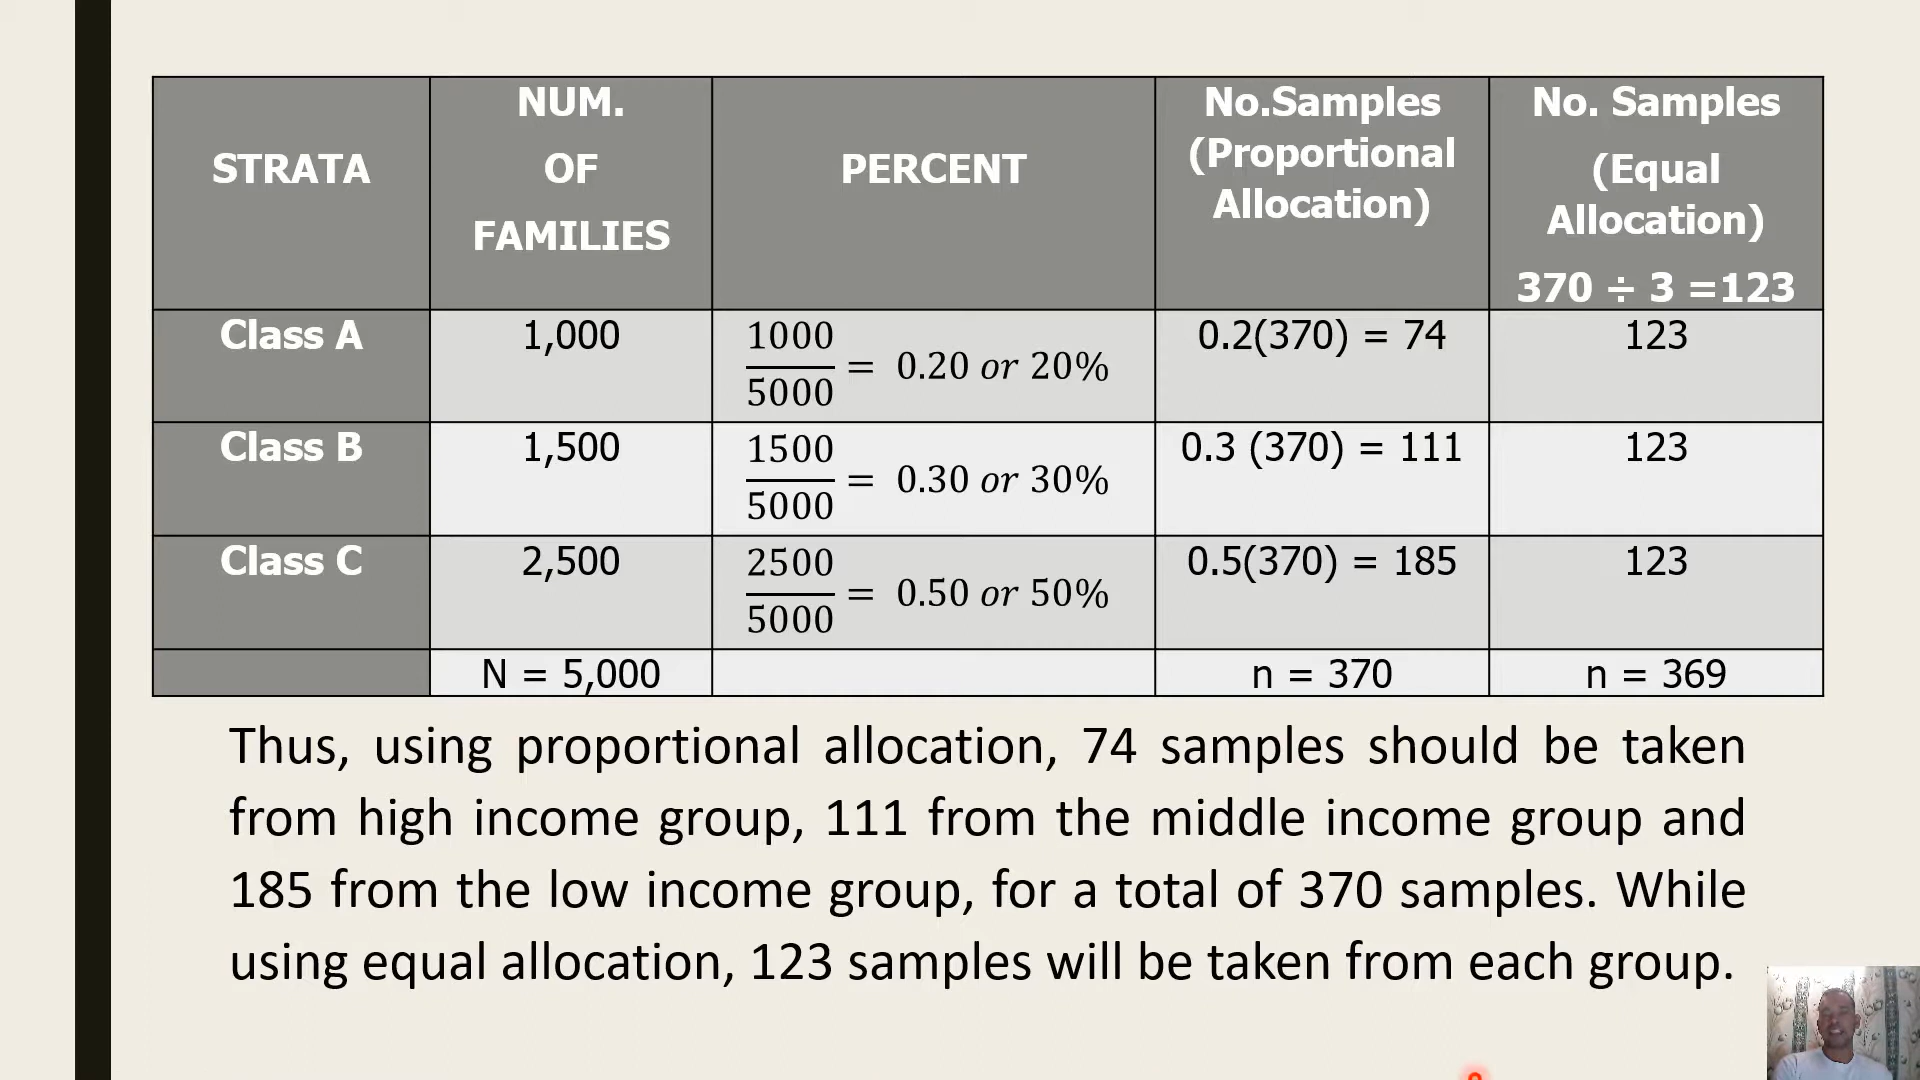 STRATA
NUM.
OF
FAMILIES
PERCENT
No.Samples
(Proportional
Allocation)
No. Samples
(Equal
Allocation)
370 ÷ 3 =123
Class A
1,000
1000
5000
= 0.20 or 20%
0.2(370) = 74
123
Class B
1,500
1500
5000
= 0.30 or 30%
0.3 (370) = 111
123
Class C
2,500
2500
5000
= 0.50 or 50%
0.5(370) = 185
123
N = 5,000
n = 370
n = 369
Thus, using proportional allocation, 74 samples should be taken
from high income group, 111 from the middle income group and
185 from the low income group, for a total of 370 samples. While
using equal allocation, 123 samples will be taken from each group.